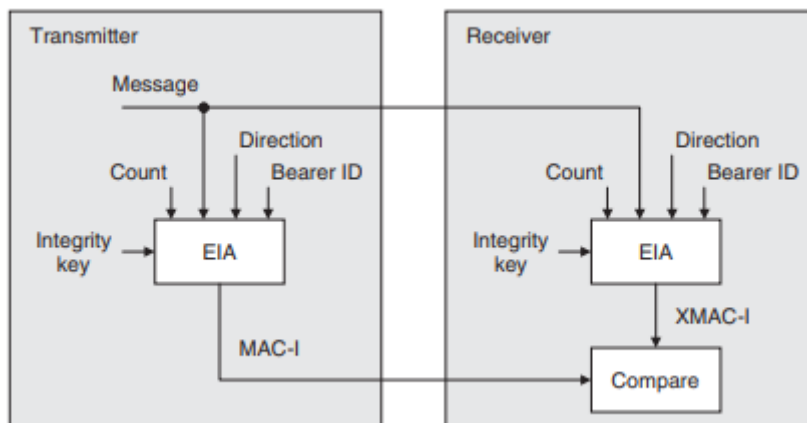 Transmitter
Message
Direction
Count
Bearer ID
Integrity
key
EIA
MAC-I
Receiver
Direction
Count
Bearer ID
Integrity
key
EIA
XMAC-I
Compare